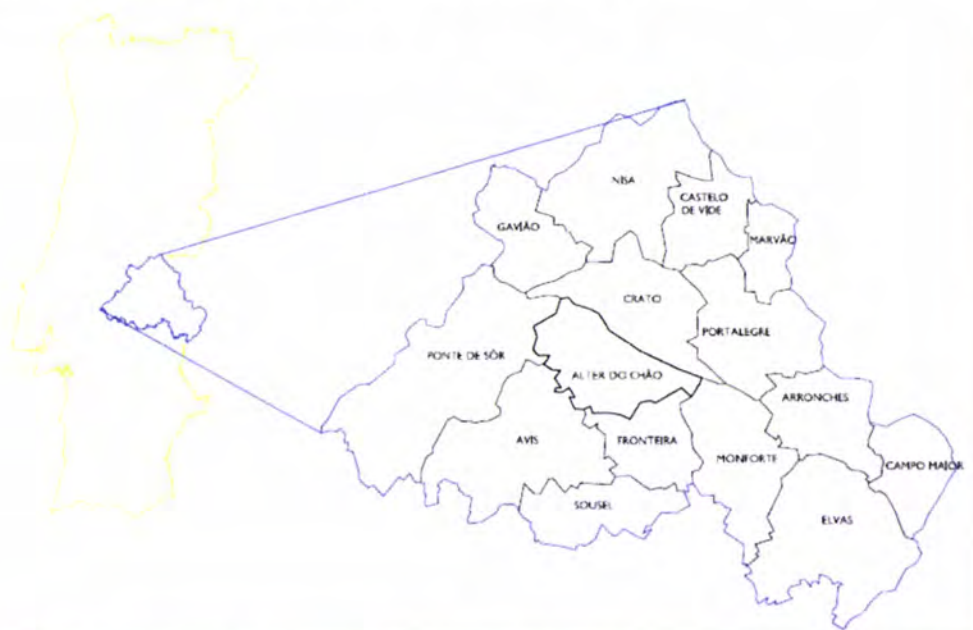 NISA
CASTELO
DE VIDE
GAVIÃO
MARVÃO
CRATO
PORTALEGRE
PONTE DE SÔR
ALTER DO CHÃO
ARRONCHES
AVIS
FRONTEIRA
MONFORTE
CAMPO MAIOR
SOUSEL
ELVAS